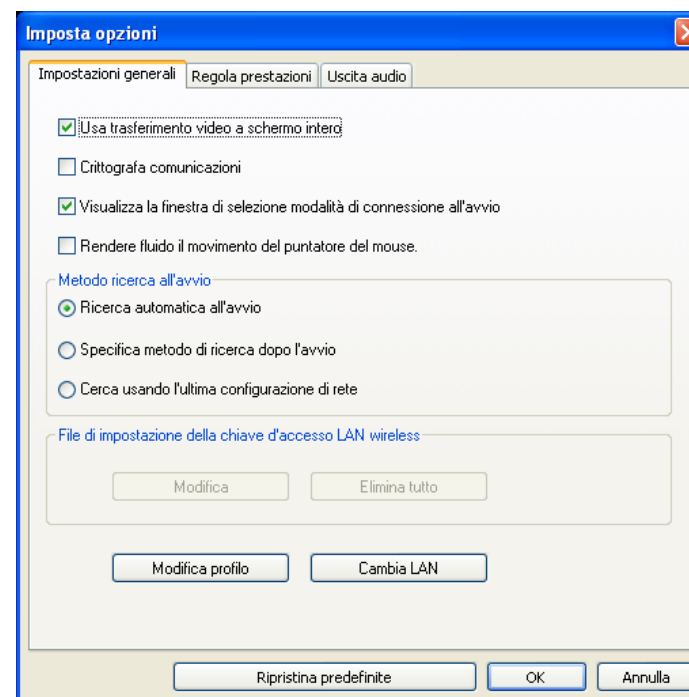 Imposta opzioni
Impostazioni generali
Regola prestazioni
Uscita audio
Usa trasferimento video a schermo intero
Crittografa comunicazioni
Visualizza la finestra di selezione modalità di connessione all'avvio
Rendere fluido il movimento del puntatore del mouse.
Metodo ricerca all'avvio
Ricerca automatica all'avvio
Specifica metodo di ricerca dopo l'avvio
Cerca usando l'ultima configurazione di rete
File di impostazione della chiave d'accesso LAN wireless
Modifica
Elimina tutto
Modifica profilo
Cambia LAN
Ripristina predefinite
OK
Annulla